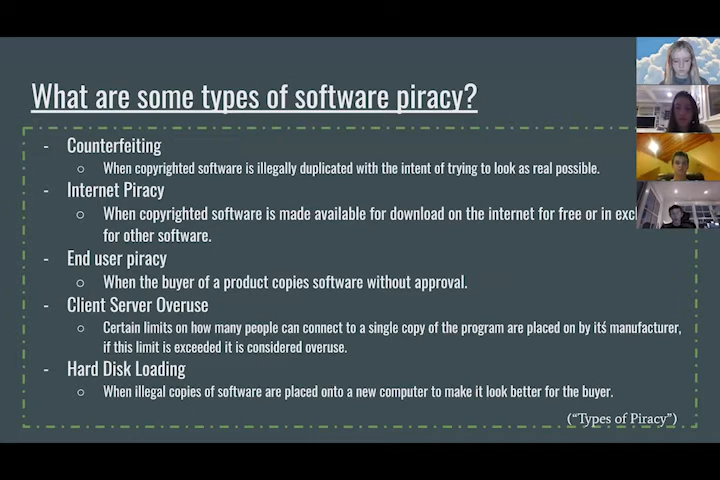 What are some types of software piracy?
- Counterfeiting
○ When copyrighted software is illegally duplicated with the intent of trying to look as real possible.
- Internet Piracy
○ When copyrighted software is made available for download on the internet for free or in
for other software.
- End user piracy
○ When the buyer of a product copies software without approval.
- Client Server Overuse
○ Certain limits on how many people can connect to a single copy of the program are placed on by itś manufacturer,
if this limit is exceeded it is considered overuse.
- Hard Disk Loading
○ When illegal copies of software are placed onto a new computer to make it look better for the buyer.
(“Types of Piracy”)